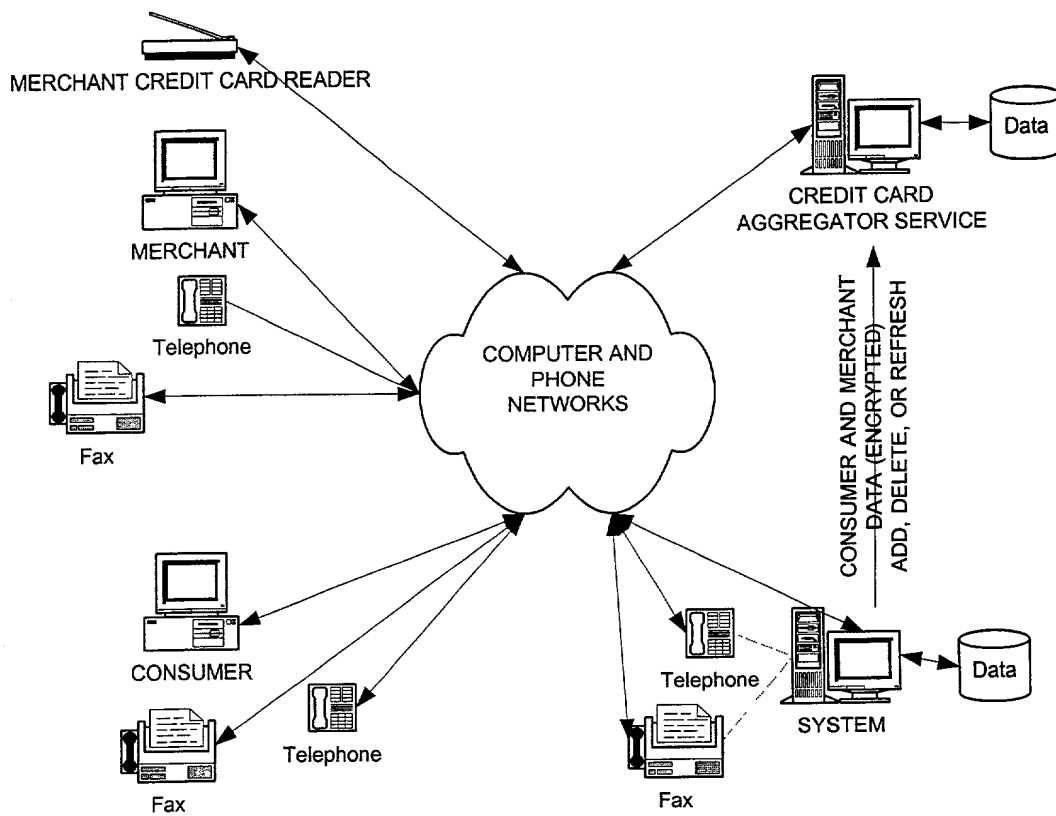 MERCHANT CREDIT CARD READER
MERCHANT
Telephone
Fax
COMPUTER AND
PHONE
NETWORKS
Data
CREDIT CARD
AGGREGATOR SERVICE
CONSUMER AND MERCHANT
DATA (ENCRYPTED)
ADD, DELETE, OR REFRESH
CONSUMER
Fax
Telephone
Telephone
Fax
SYSTEM
Data